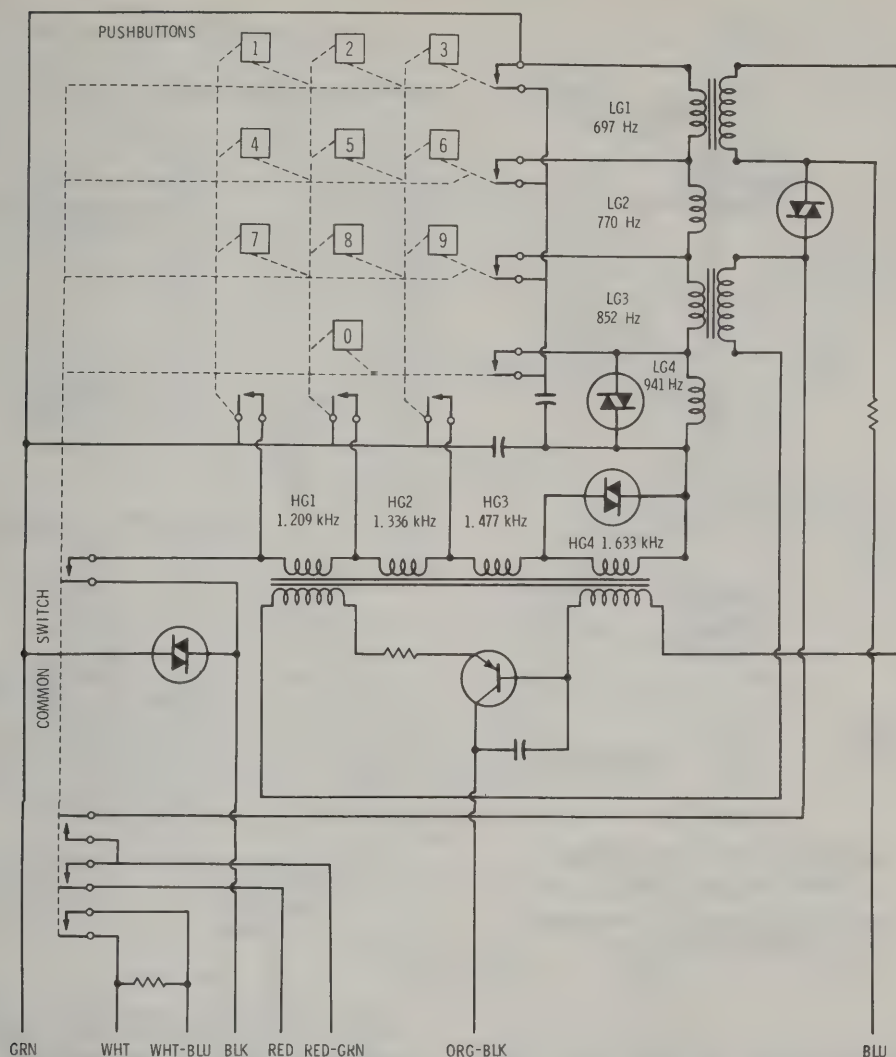 PUSHBUTTONS
1
2
3
LG1
697 Hz
4
5
6
LG2
770 Hz
7
8
9
LG3
852 Hz
0
LG4
941 Hz
HG1
1.209 kHz
HG2
1.336 kHz
HG3
1.477 kHz
HG4 1.633 kHz
COMMON SWITCH
GRN
WHT
WHT-BLU
BLK
RED
RED-GRN
ORG-BLK
BLU